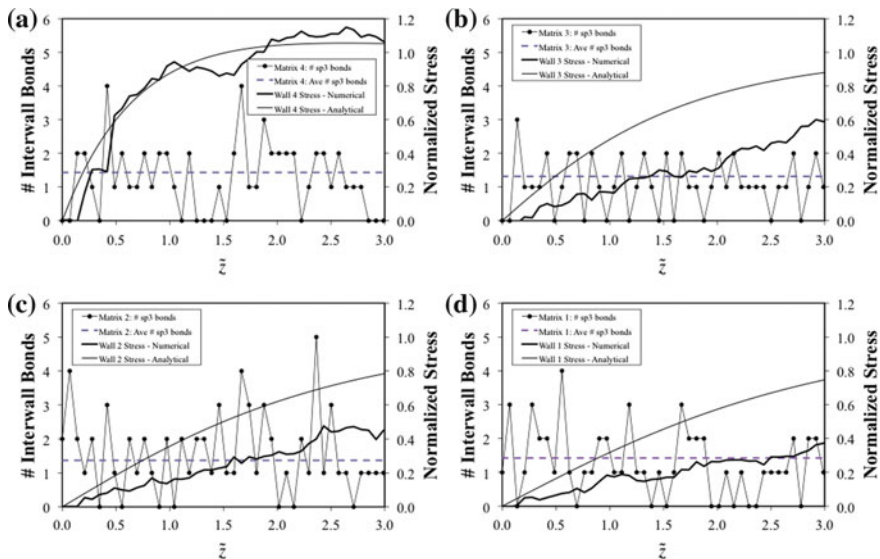 (a)
# Interwall Bonds
6
5
4
3
2
1
0
Matrix 4: # sp3 bonds
Matrix 4: Ave # sp3 bonds
Wall 4 Stress - Numerical
Wall 4 Stress - Analytical
1.2
1.0
0.8
0.6
0.4
0.2
0.0
Normalized Stress
0.0 0.5 1.0 1.5 2.0 2.5 3.0
z̃
(b)
# Interwall Bonds
6
5
4
3
2
1
0
Matrix 3: # sp3 bonds
Matrix 3: Ave # sp3 bonds
Wall 3 Stress - Numerical
Wall 3 Stress - Analytical
1.2
1.0
0.8
0.6
0.4
0.2
0.0
Normalized Stress
0.0 0.5 1.0 1.5 2.0 2.5 3.0
z̃
(c)
# Interwall Bonds
6
5
4
3
2
1
0
Matrix 2: # sp3 bonds
Matrix 2: Ave # sp3 bonds
Wall 2 Stress - Numerical
Wall 2 Stress - Analytical
1.2
1.0
0.8
0.6
0.4
0.2
0.0
Normalized Stress
0.0 0.5 1.0 1.5 2.0 2.5 3.0
z̃
(d)
# Interwall Bonds
6
5
4
3
2
1
0
Matrix 1: # sp3 bonds
Matrix 1: Ave # sp3 bonds
Wall 1 Stress - Numerical
Wall 1 Stress - Analytical
1.2
1.0
0.8
0.6
0.4
0.2
0.0
Normalized Stress
0.0 0.5 1.0 1.5 2.0 2.5 3.0
z̃